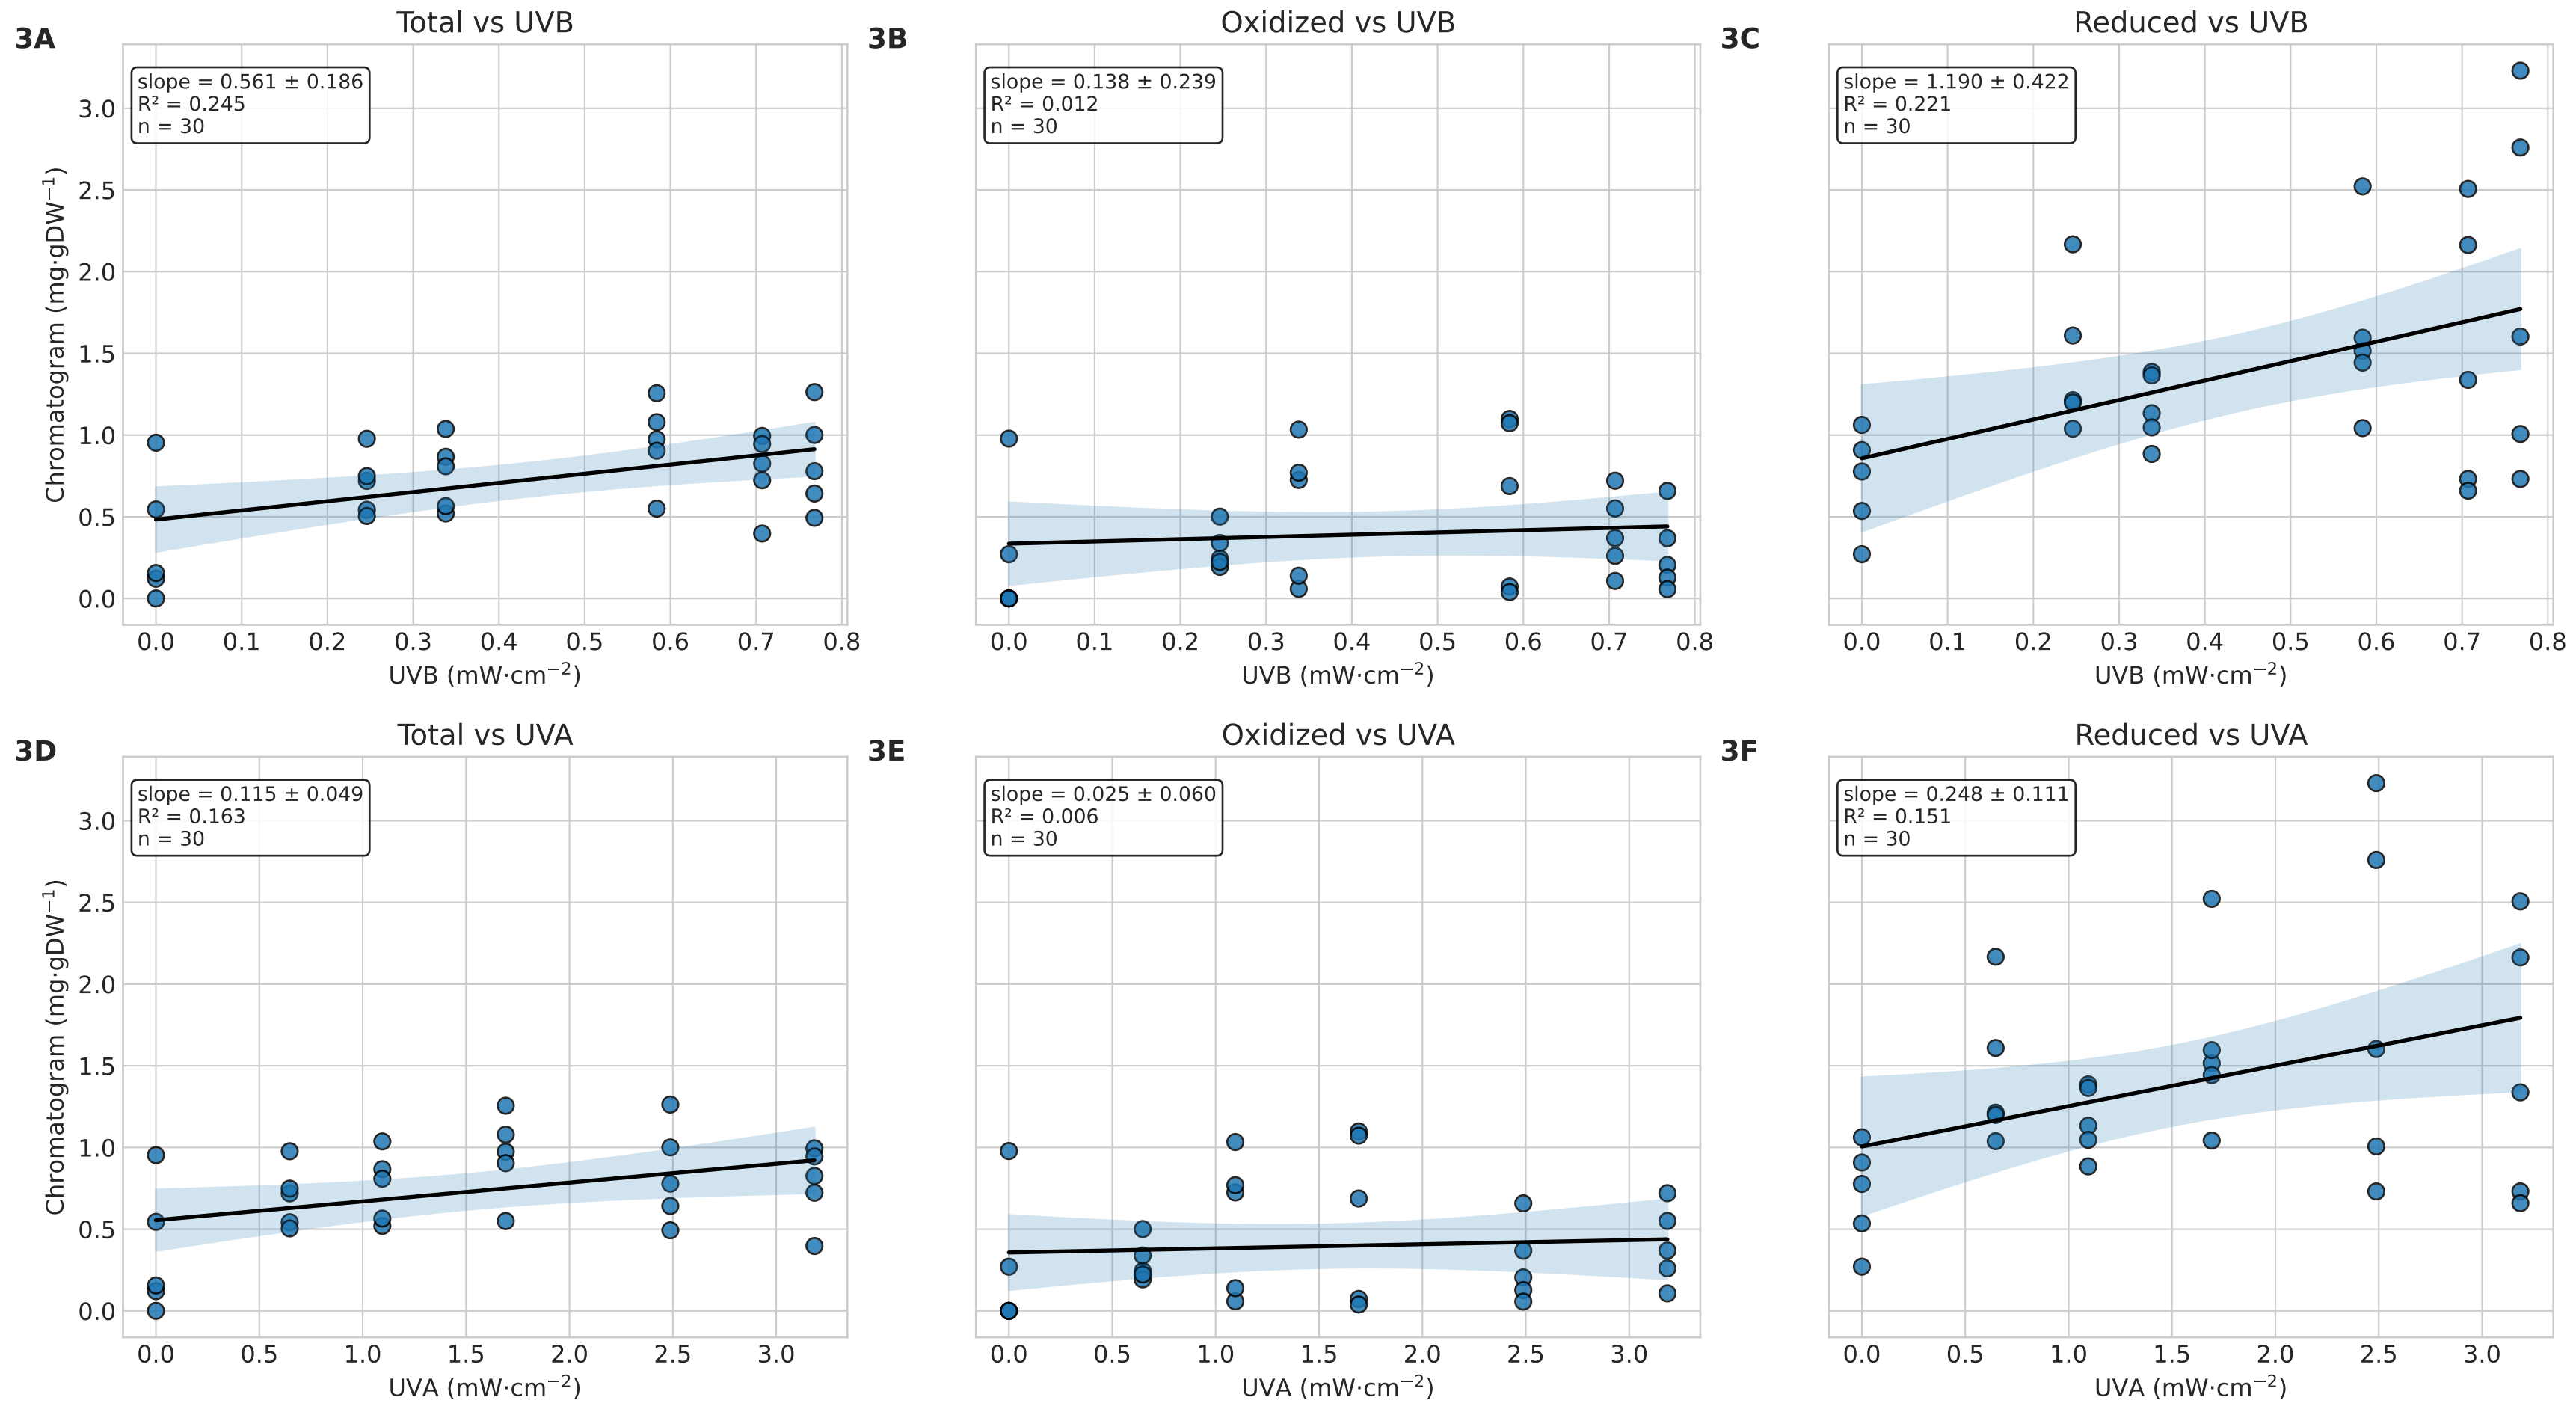 3A
Total vs UVB
slope = 0.561 ± 0.186
R² = 0.245
n = 30
Chromatogram (mg·gDW⁻¹)
3.0
2.5
2.0
1.5
1.0
0.5
0.0
0.0 0.1 0.2 0.3 0.4 0.5 0.6 0.7 0.8
UVB (mW·cm⁻²)
3B
Oxidized vs UVB
slope = 0.138 ± 0.239
R² = 0.012
n = 30
0.0 0.1 0.2 0.3 0.4 0.5 0.6 0.7 0.8
UVB (mW·cm⁻²)
3C
Reduced vs UVB
slope = 1.190 ± 0.422
R² = 0.221
n = 30
0.0 0.1 0.2 0.3 0.4 0.5 0.6 0.7 0.8
UVB (mW·cm⁻²)
3D
Total vs UVA
slope = 0.115 ± 0.049
R² = 0.163
n = 30
Chromatogram (mg·gDW⁻¹)
3.0
2.5
2.0
1.5
1.0
0.5
0.0
0.0 0.5 1.0 1.5 2.0 2.5 3.0
UVA (mW·cm⁻²)
3E
Oxidized vs UVA
slope = 0.025 ± 0.060
R² = 0.006
n = 30
0.0 0.5 1.0 1.5 2.0 2.5 3.0
UVA (mW·cm⁻²)
3F
Reduced vs UVA
slope = 0.248 ± 0.111
R² = 0.151
n = 30
0.0 0.5 1.0 1.5 2.0 2.5 3.0
UVA (mW·cm⁻²)